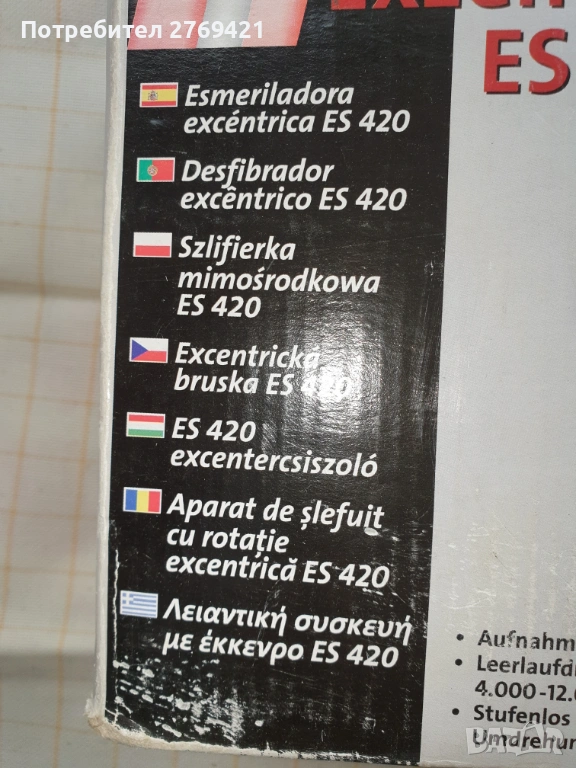 Потребител 2769421
ES
Esmeriladora
excéntrica ES 420
Desfibrador
excêntrico ES 420
Szlifierka
mimośrodkowa
ES 420
Excentrická
bruska ES 420
ES 420
excentercsiszoló
Aparat de șlefuit
cu rotație
excentrică ES 420
Λειαντική συσκευή
με έκκενρο ES 420
• Aufnahm
• Leerlaufd
4.000-12.
• Stufenlos
Umdrehun